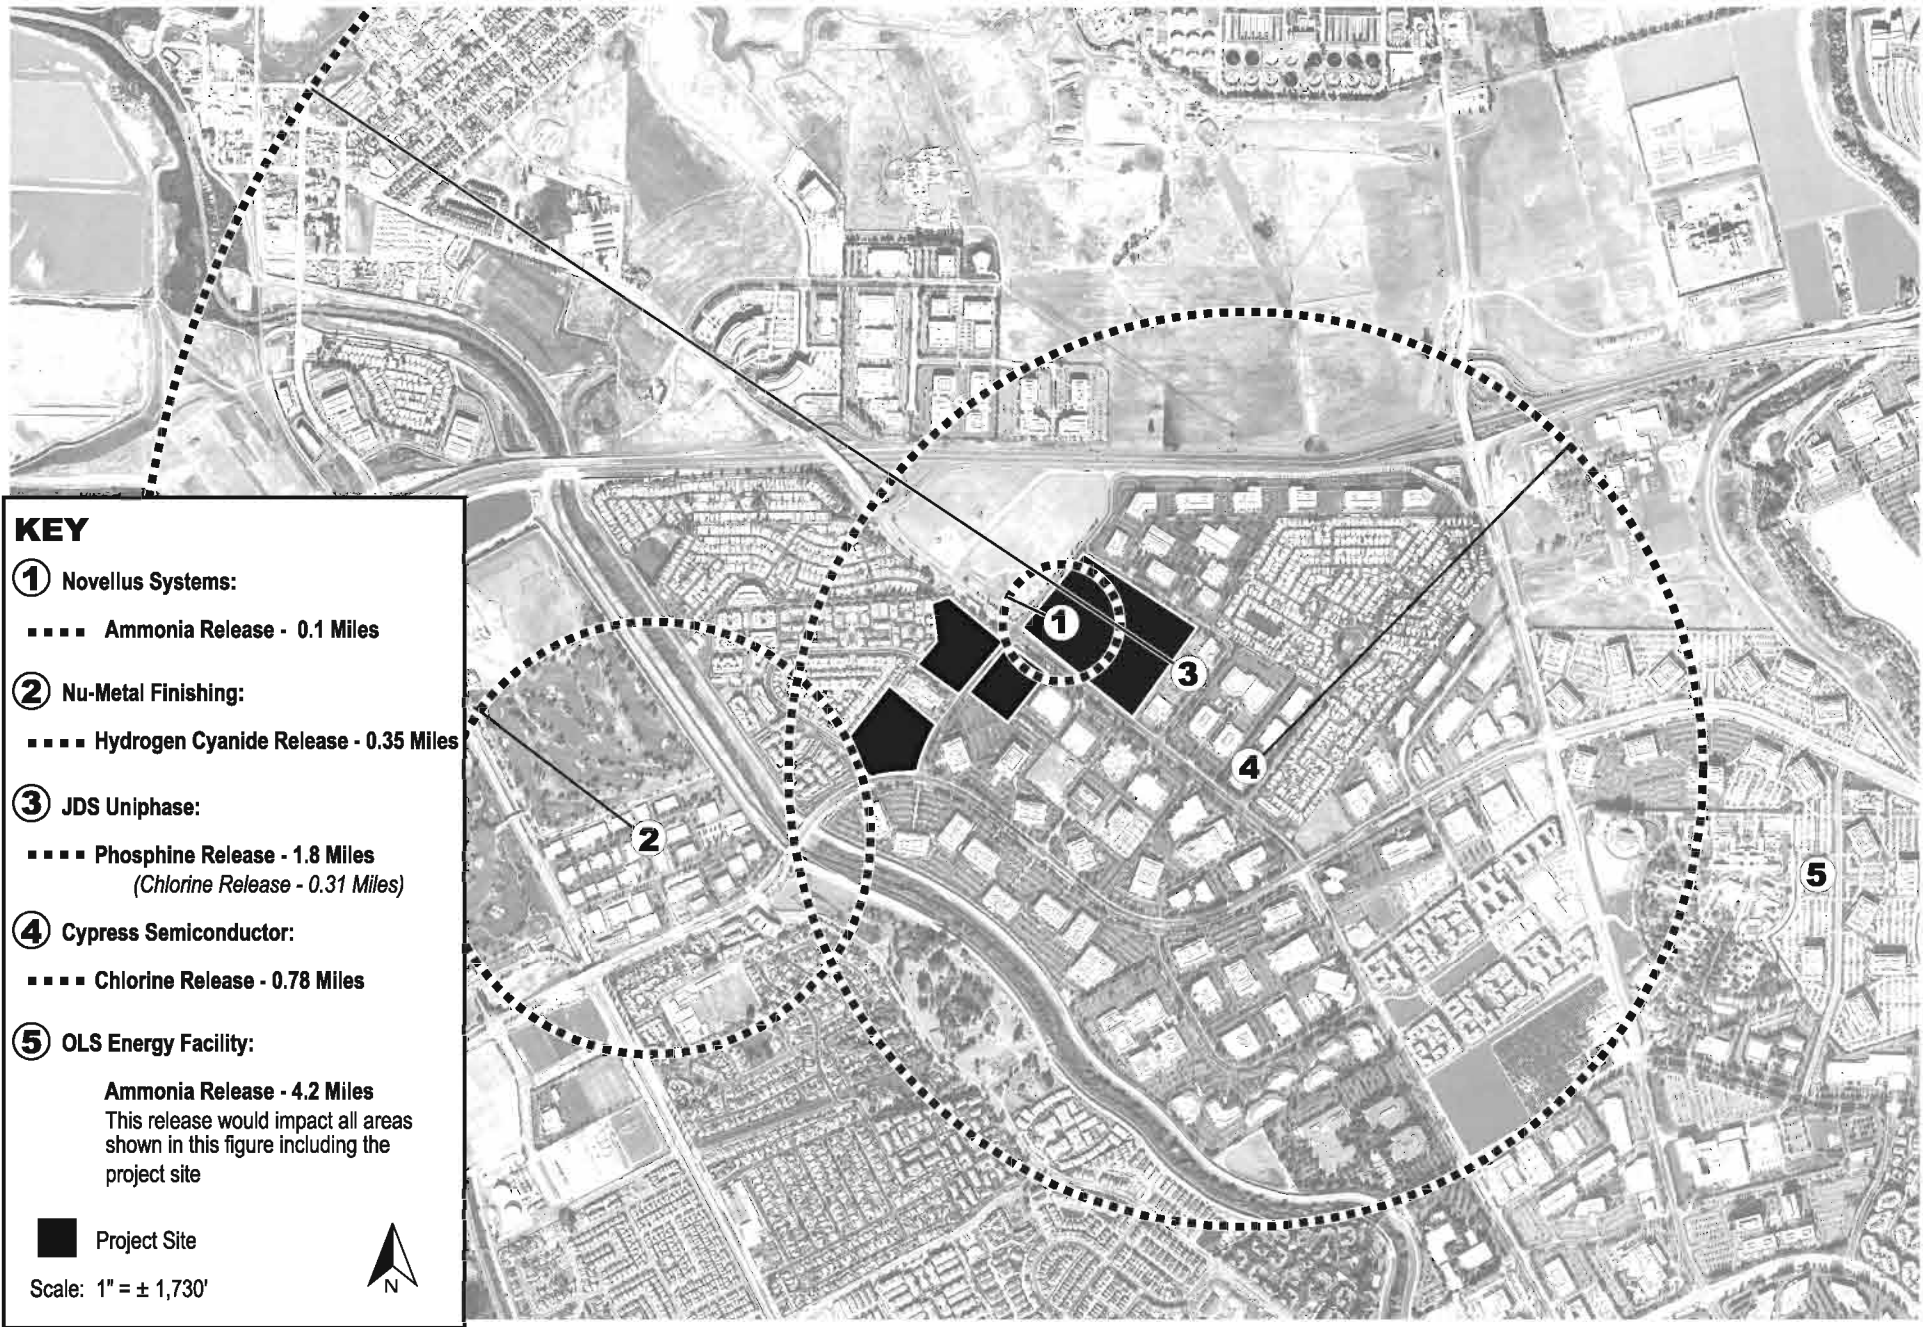 KEY
1 Novellus Systems:
Ammonia Release - 0.1 Miles
2 Nu-Metal Finishing:
Hydrogen Cyanide Release - 0.35 Miles
3 JDS Uniphase:
Phosphine Release - 1.8 Miles
(Chlorine Release - 0.31 Miles)
4 Cypress Semiconductor:
Chlorine Release - 0.78 Miles
5 OLS Energy Facility:
Ammonia Release - 4.2 Miles
This release would impact all areas
shown in this figure including the
project site
Project Site
Scale: 1" = ± 1,730'
N
1
3
4
2
5